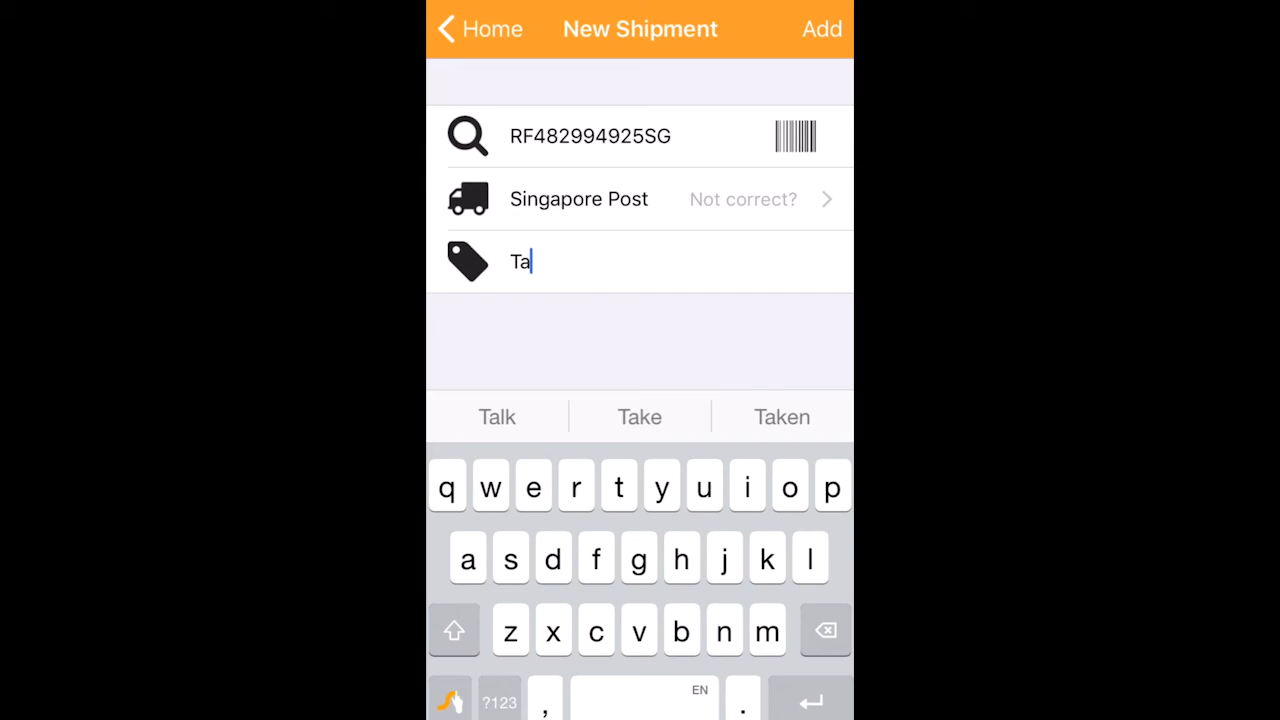 Home New Shipment Add
RF482994925SG
Singapore Post Not correct?
Ta
Talk Take Taken
q w e r t y u i o p
a s d f g h j k l
z x c v b n m
?123 , EN .